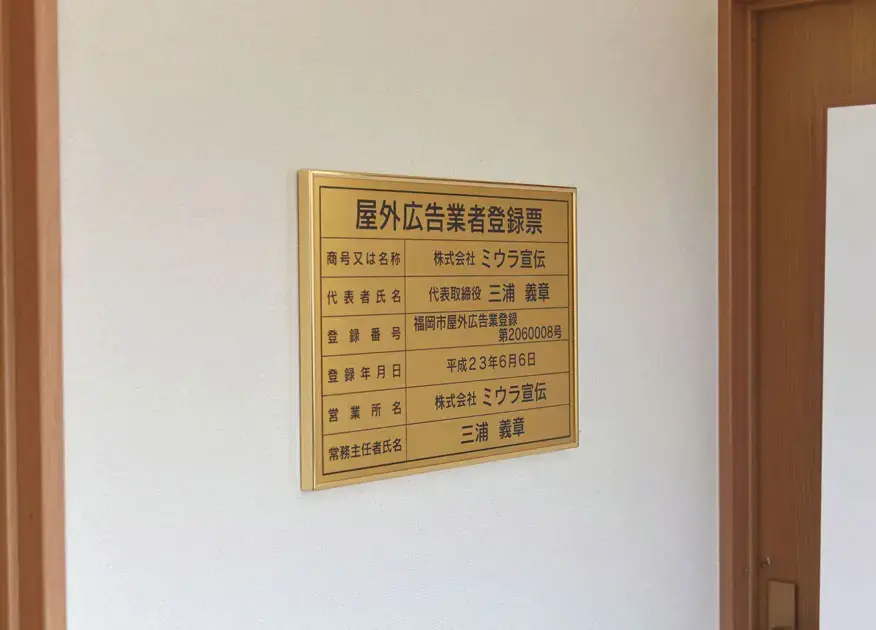 屋外広告業者登録票
商号又は名称 株式会社 ミウラ宣伝
代表者氏名 代表取締役 三浦 義章
登録番号 福岡市屋外広告業登録
第2060008号
登録年月日 平成23年6月6日
営業所名 株式会社 ミウラ宣伝
常務主任者氏名 三浦 義章